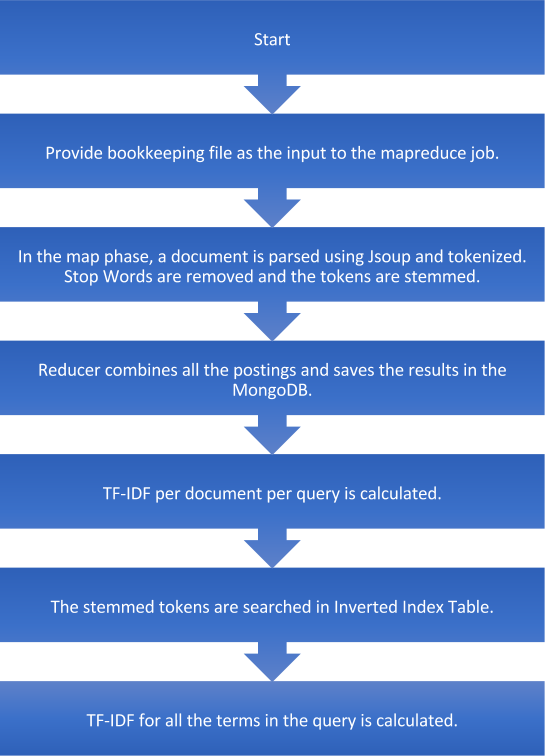 Start
Provide bookkeeping file as the input to the mapreduce job.
In the map phase, a document is parsed using Jsoup and tokenized.
Stop Words are removed and the tokens are stemmed.
Reducer combines all the postings and saves the results in the
MongoDB.
TF-IDF per document per query is calculated.
The stemmed tokens are searched in Inverted Index Table.
TF-IDF for all the terms in the query is calculated.